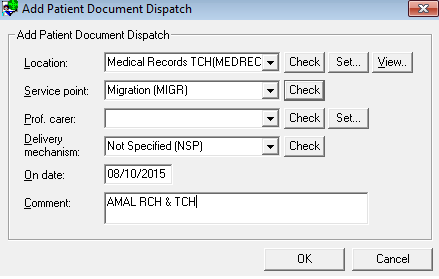 Add Patient Document Dispatch
Add Patient Document Dispatch
Location: Medical Records TCH(MEDREC Check Set... View..
Service point: Migration (MIGR) Check
Prof. carer: Check Set...
Delivery
mechanism: Not Specified (NSP) Check
On date: 08/10/2015
Comment: AMAL RCH & TCH
OK Cancel